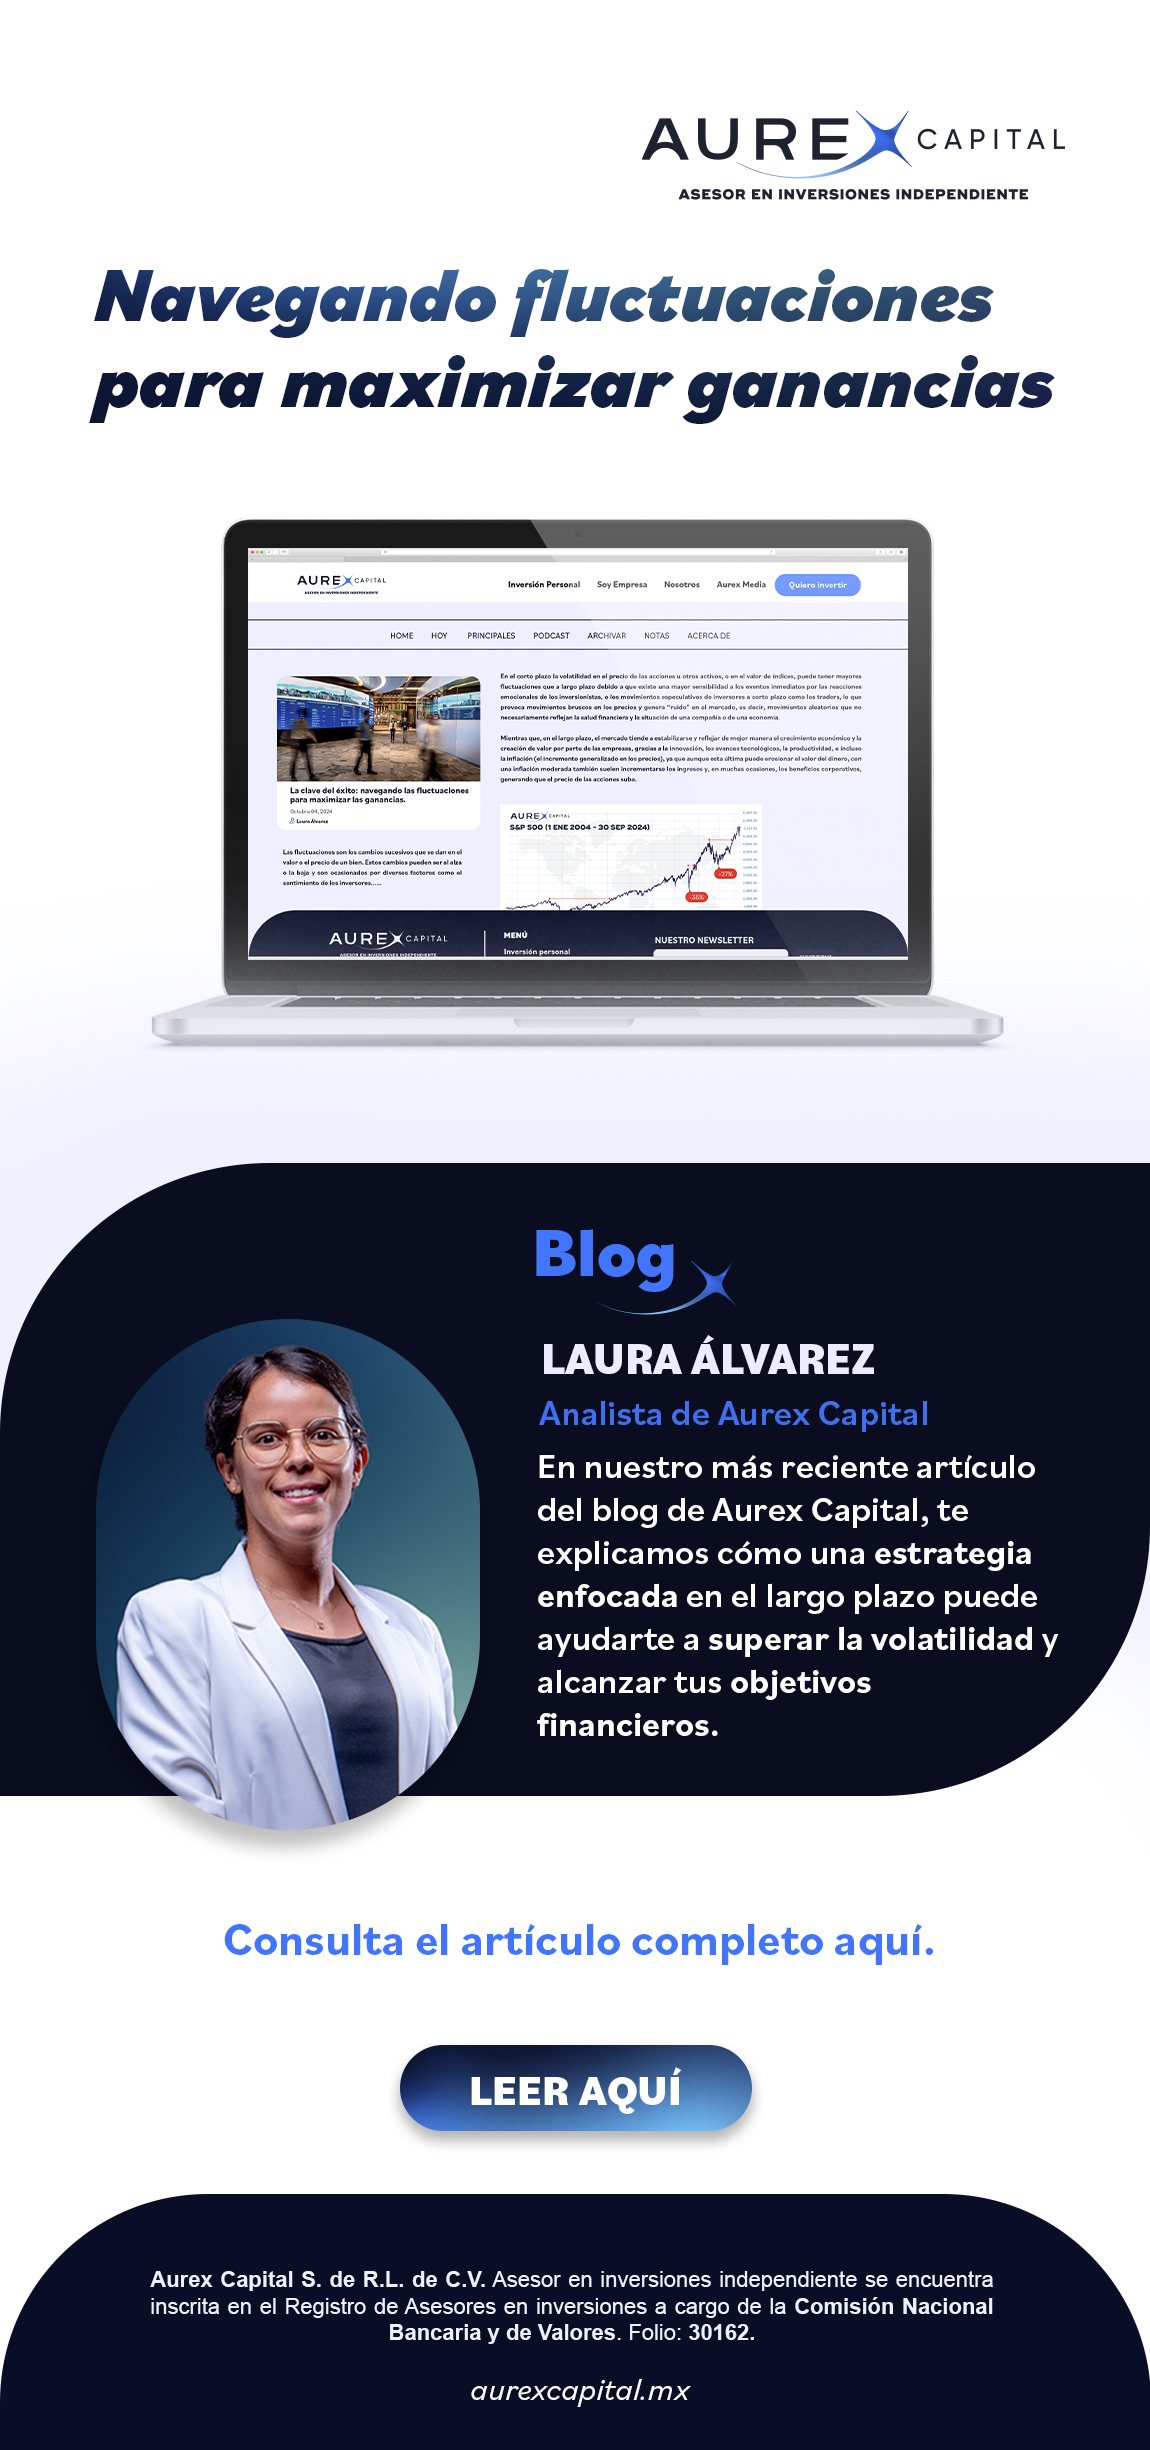 AUREX CAPITAL
ASESOR EN INVERSIONES INDEPENDIENTE
Navegando fluctuaciones
para maximizar ganancias
AUREX CAPITAL
ASESOR EN INVERSIONES INDEPENDIENTE
Inversión Personal Soy Empresa Nosotros Aurex Media Quiero invertir
HOME HOY PRINCIPALES PODCAST ARCHIVAR NOTAS ACERCA DE
La clave del éxito: navegando las fluctuaciones
para maximizar las ganancias.
Octubre 04, 2024
Laura Álvarez
Las fluctuaciones son los cambios sucesivos que se dan en el
valor o el precio de un bien. Estos cambios pueden ser al alza
o la baja y son ocasionados por diversos factores como el
sentimiento de los inversores.....
En el corto plazo la volatilidad en el precio de las acciones u otros activos, o en el valor de índices, puede tener mayores
fluctuaciones que a largo plazo debido a que existe una mayor sensibilidad a los eventos inmediatos por las reacciones
emocionales de los inversionistas, o los movimientos especulativos de inversores a corto plazo como los traders, lo que
provoca movimientos bruscos en los precios y genera "ruido" en el mercado, es decir, movimientos aleatorios que no
necesariamente reflejan la salud financiera y la situación de una compañía o de una economía.
Mientras que, en el largo plazo, el mercado tiende a estabilizarse y reflejar de mejor manera el crecimiento económico y la
creación de valor por parte de las empresas, gracias a la innovación, los avances tecnológicos, la productividad, e incluso
la inflación (el incremento generalizado en los precios), ya que aunque esta última puede erosionar el valor del dinero, con
una inflación moderada también suelen incrementarse los ingresos y, en muchas ocasiones, los beneficios corporativos,
generando que el precio de las acciones suba.
AUREX CAPITAL
S&P 500 (1 ENE 2004 - 30 SEP 2024)
-27%
-35%
AUREX CAPITAL
ASESOR EN INVERSIONES INDEPENDIENTE
MENÚ
Inversión personal
NUESTRO NEWSLETTER
Blog
LAURA ÁLVAREZ
Analista de Aurex Capital
En nuestro más reciente artículo
del blog de Aurex Capital, te
explicamos cómo una estrategia
enfocada en el largo plazo puede
ayudarte a superar la volatilidad y
alcanzar tus objetivos
financieros.
Consulta el artículo completo aquí.
LEER AQUÍ
Aurex Capital S. de R.L. de C.V. Asesor en inversiones independiente se encuentra
inscrita en el Registro de Asesores en inversiones a cargo de la Comisión Nacional
Bancaria y de Valores. Folio: 30162.
aurexcapital.mx